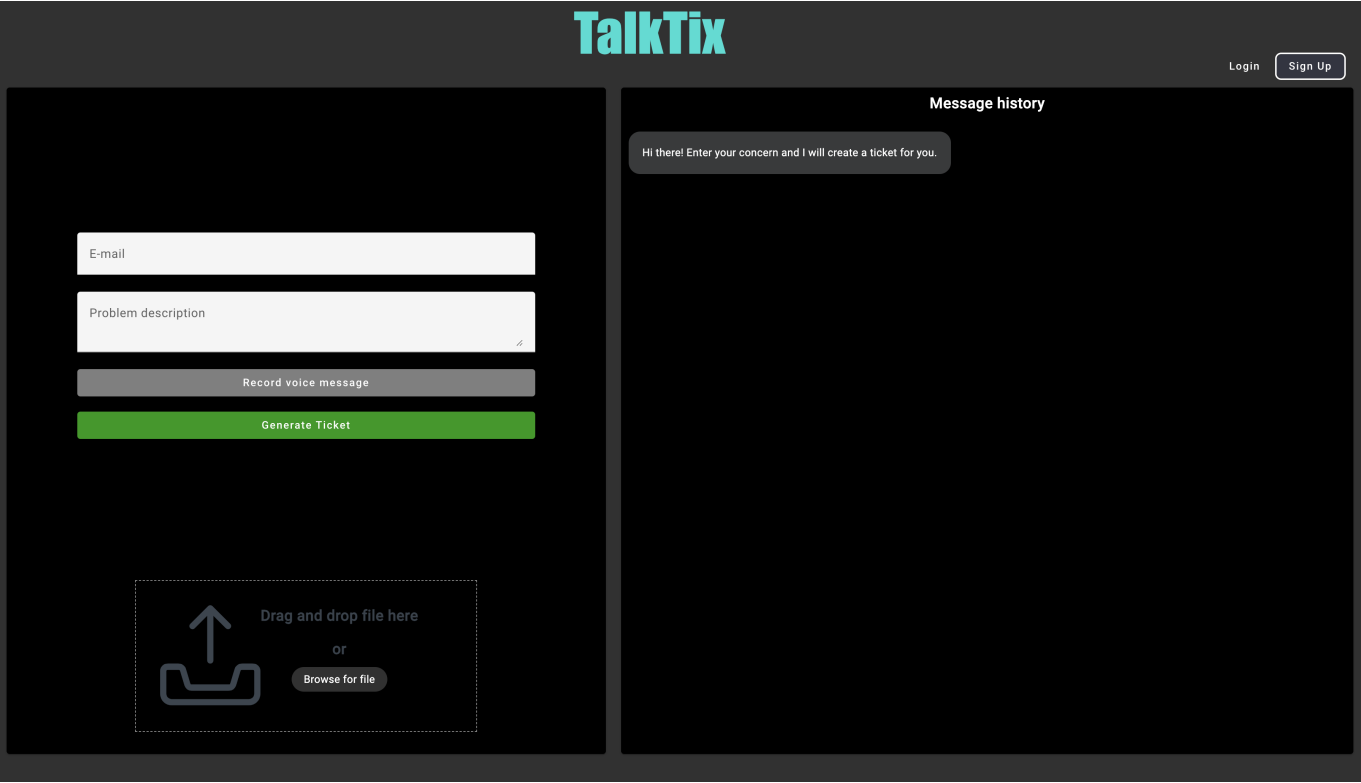 TalkTix
Login
Sign Up
E-mail
Problem description
Record voice message
Generate Ticket
Drag and drop file here
or
Browse for file
Message history
Hi there! Enter your concern and I will create a ticket for you.